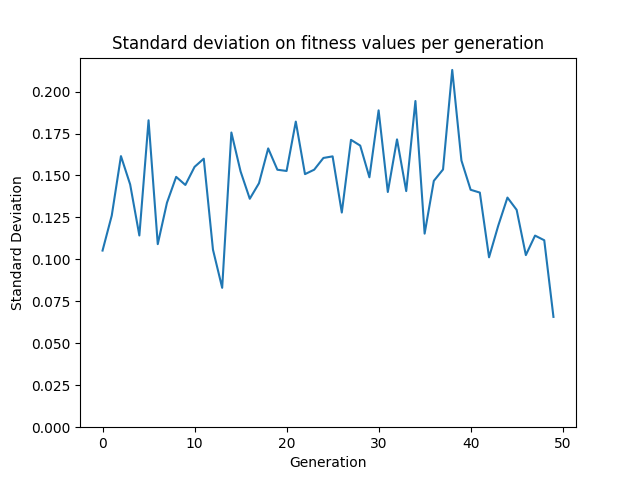 Standard deviation on fitness values per generation
0.200
0.175
0.150
0.125
0.100
0.075
0.050
0.025
0.000
Standard Deviation
0 10 20 30 40 50
Generation